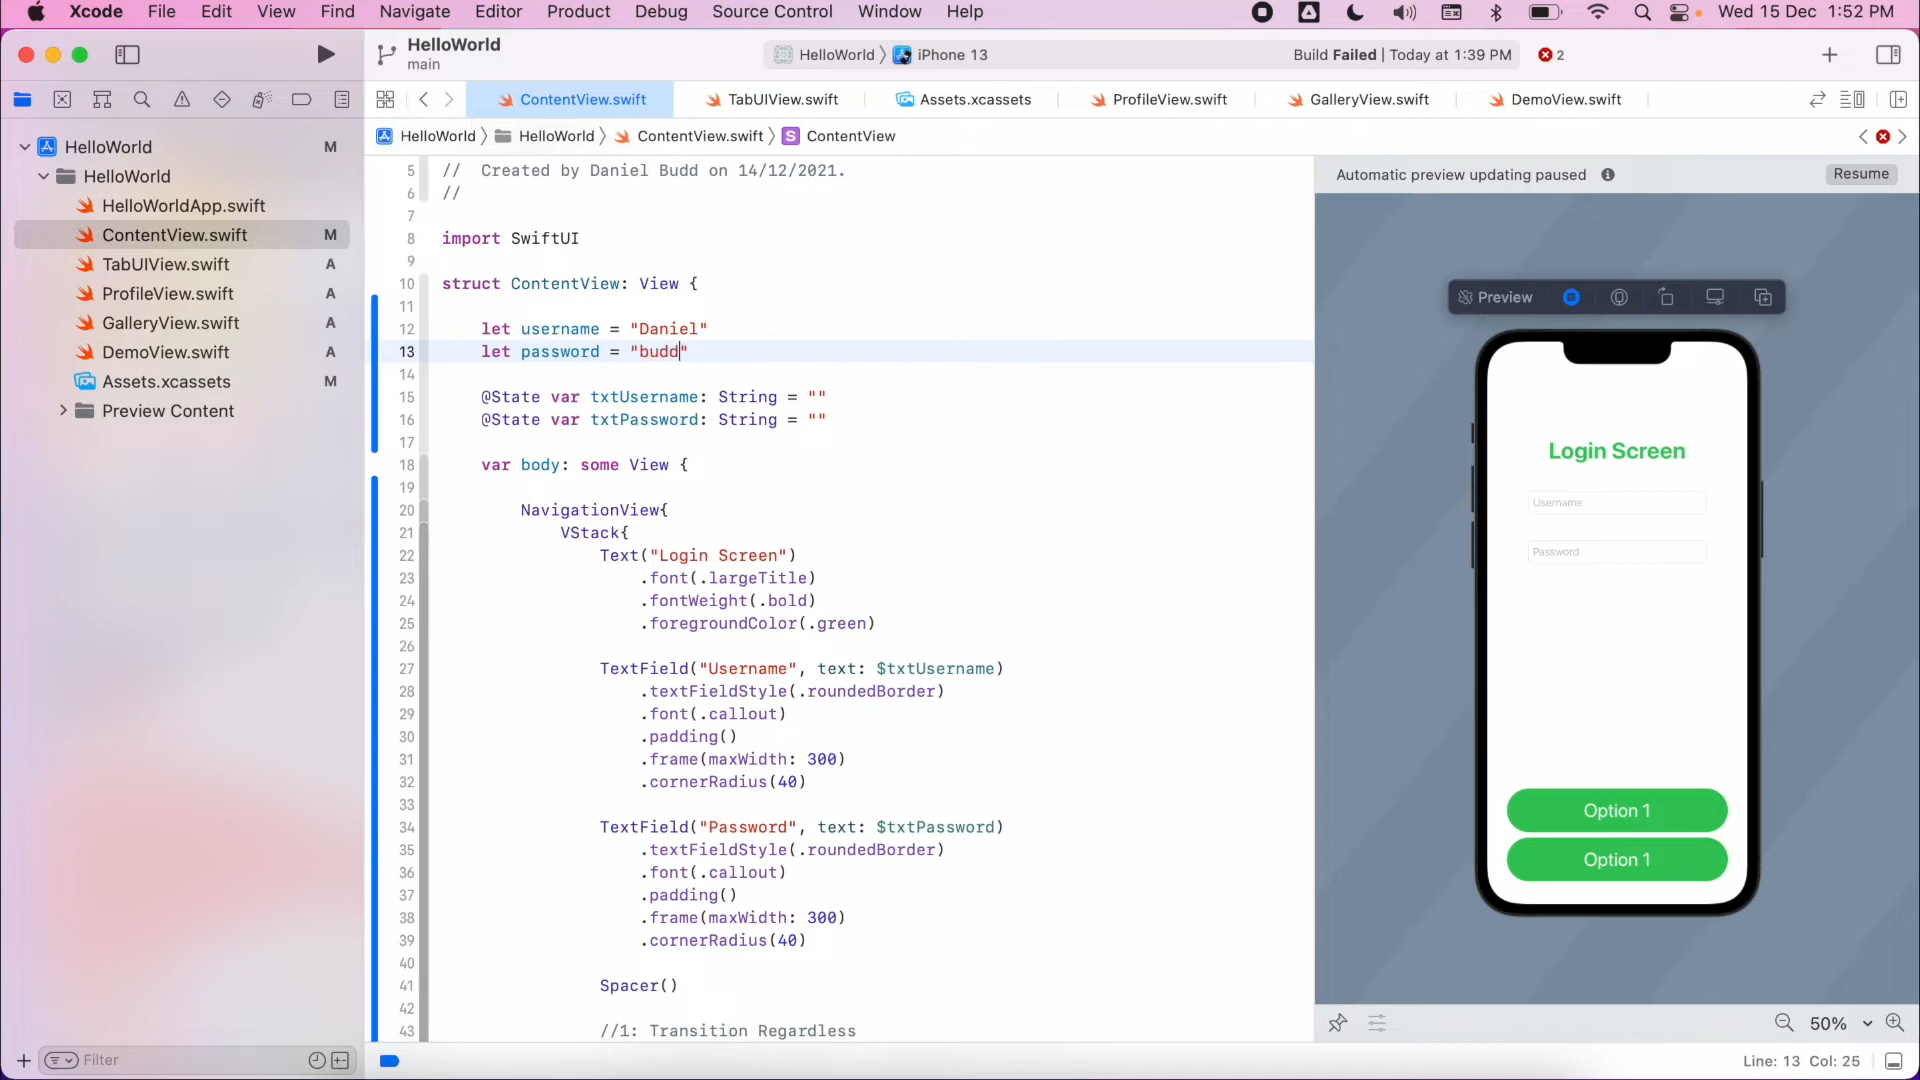 Xcode File Edit View Find Navigate Editor Product Debug Source Control Window Help Wed 15 Dec 1:52 PM
HelloWorld
main
HelloWorld iPhone 13 Build Failed | Today at 1:39 PM 2
ContentView.swift TabUIView.swift Assets.xcassets ProfileView.swift GalleryView.swift DemoView.swift
HelloWorld HelloWorld ContentView.swift S ContentView
HelloWorld M
HelloWorld
HelloWorldApp.swift
ContentView.swift M
TabUIView.swift A
ProfileView.swift A
GalleryView.swift A
DemoView.swift A
Assets.xcassets M
Preview Content
Filter
5 //  Created by Daniel Budd on 14/12/2021.
6 //
7
8 import SwiftUI
9
10 struct ContentView: View {
11
12 let username = "Daniel"
13 let password = "budd"
14
15 @State var txtUsername: String = ""
16 @State var txtPassword: String = ""
17
18 var body: some View {
19
20 NavigationView{
21 VStack{
22 Text("Login Screen")
23 .font(.largeTitle)
24 .fontWeight(.bold)
25 .foregroundColor(.green)
26
27 TextField("Username", text: $txtUsername)
28 .textFieldStyle(.roundedBorder)
29 .font(.callout)
30 .padding()
31 .frame(maxWidth: 300)
32 .cornerRadius(40)
33
34 TextField("Password", text: $txtPassword)
35 .textFieldStyle(.roundedBorder)
36 .font(.callout)
37 .padding()
38 .frame(maxWidth: 300)
39 .cornerRadius(40)
40
41 Spacer()
42
43 //1: Transition Regardless
Automatic preview updating paused Resume
Preview
Login Screen
Username
Password
Option 1
Option 1
50%
Line: 13 Col: 25